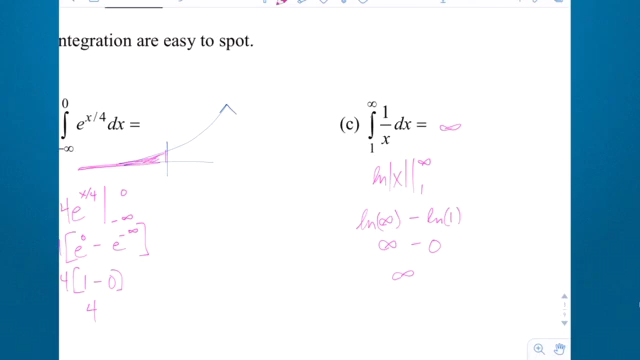 ntegration are easy to spot.
∫_{-∞}^{0} e^{x/4} dx =
4e^{x/4} |_{-∞}^{0}
[e^0 − e^{-∞}]
4[1 − 0]
4
(c) ∫_{1}^{∞} 1/x dx = ∞
ln|x| |_{1}^{∞}
ln(∞) − ln(1)
∞ − 0
∞